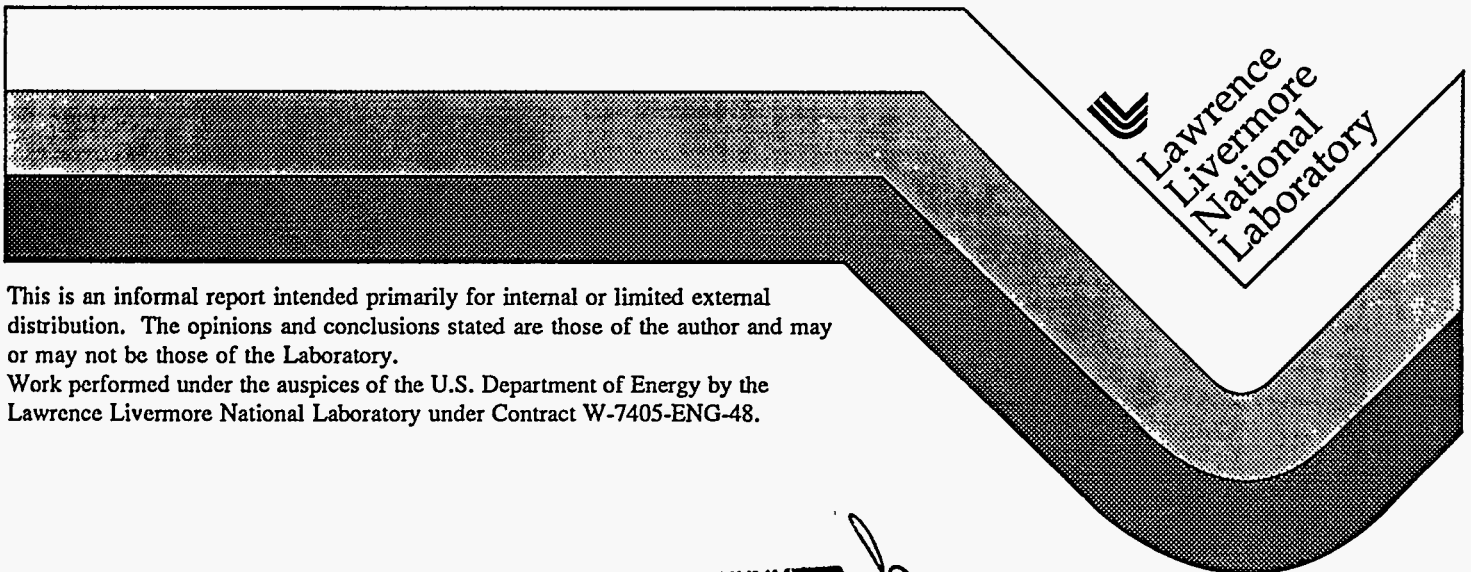 Lawrence
Livermore
National
Laboratory
This is an informal report intended primarily for internal or limited external
distribution. The opinions and conclusions stated are those of the author and may
or may not be those of the Laboratory.
Work performed under the auspices of the U.S. Department of Energy by the
Lawrence Livermore National Laboratory under Contract W-7405-ENG-48.